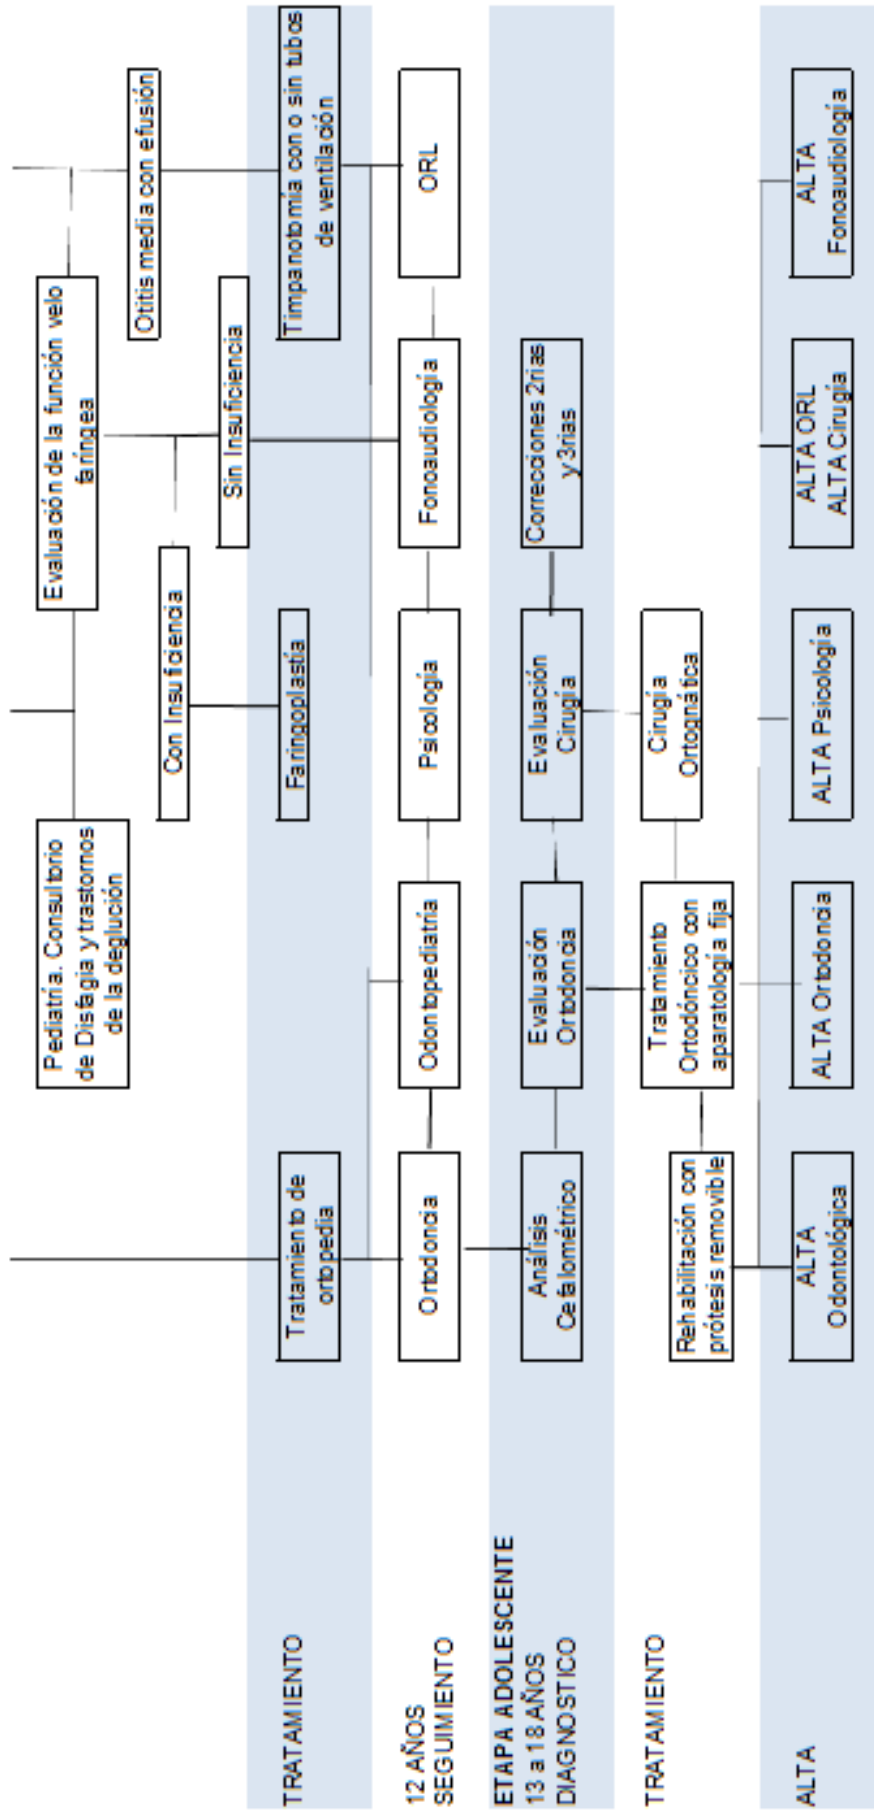 Pediatría. Consultorio
de Disfagia y trastornos
de la deglución
Evaluación de la función velo
faríngea
Otitis media con efusión
Con Insuficiencia
Sin Insuficiencia
TRATAMIENTO
Tratamiento de
ortopedia
Faringoplastía
Timpanotomía con o sin tubos
de ventilación
12 AÑOS
SEGUIMIENTO
Ortodoncia
Odontopediatría
Psicología
Fonoaudiología
ORL
ETAPA ADOLESCENTE
13 a 18 AÑOS
DIAGNOSTICO
Análisis
Cefalométrico
Evaluación
Ortodoncia
Evaluación
Cirugía
Correcciones 2rias
y 3rias
TRATAMIENTO
Rehabilitación con
prótesis removible
Tratamiento
Ortodóncico con
aparatología fija
Cirugía
Ortognática
ALTA
ALTA
Odontológica
ALTA Ortodoncia
ALTA Psicología
ALTA ORL
ALTA Cirugía
ALTA
Fonoaudiología